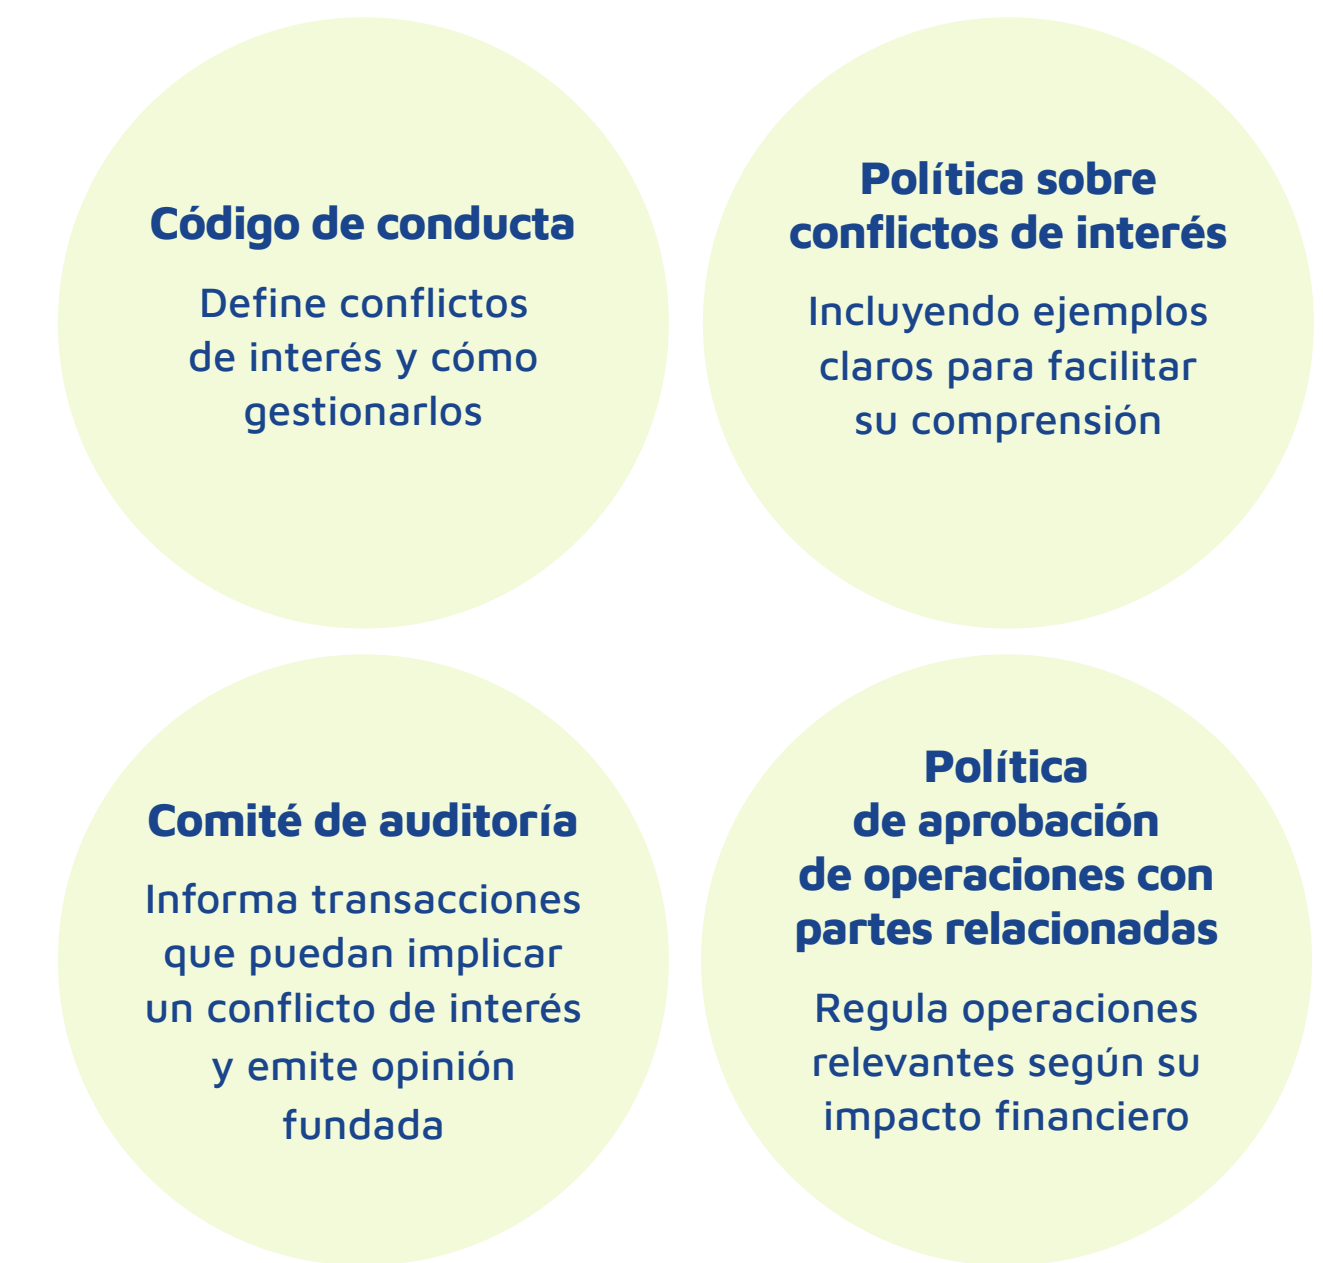 Código de conducta
Define conflictos
de interés y cómo
gestionarlos
Política sobre
conflictos de interés
Incluyendo ejemplos
claros para facilitar
su comprensión
Comité de auditoría
Informa transacciones
que puedan implicar
un conflicto de interés
y emite opinión
fundada
Política
de aprobación
de operaciones con
partes relacionadas
Regula operaciones
relevantes según su
impacto financiero